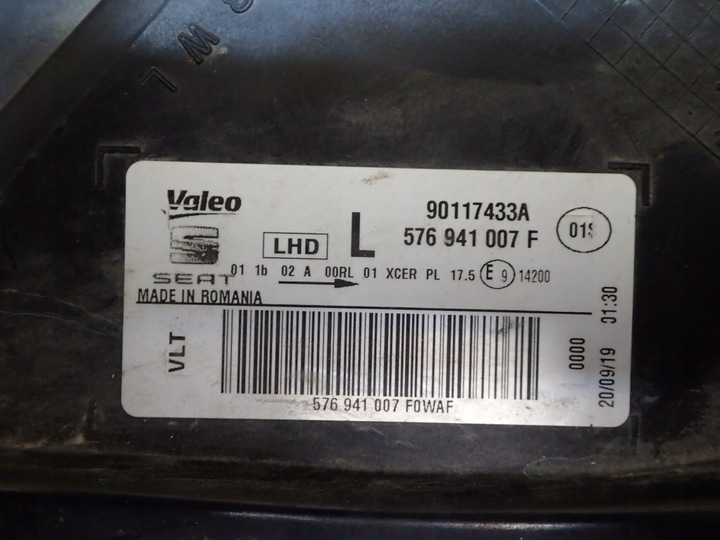 Valeo
90117433A
LHD L 576 941 007 F
SEAT
01 1b 02 A 00RL 01 XCER PL 17.5 E 9 14200
MADE IN ROMANIA
VLT
576 941 007 F0WAF
0000
20/09/19 01:30